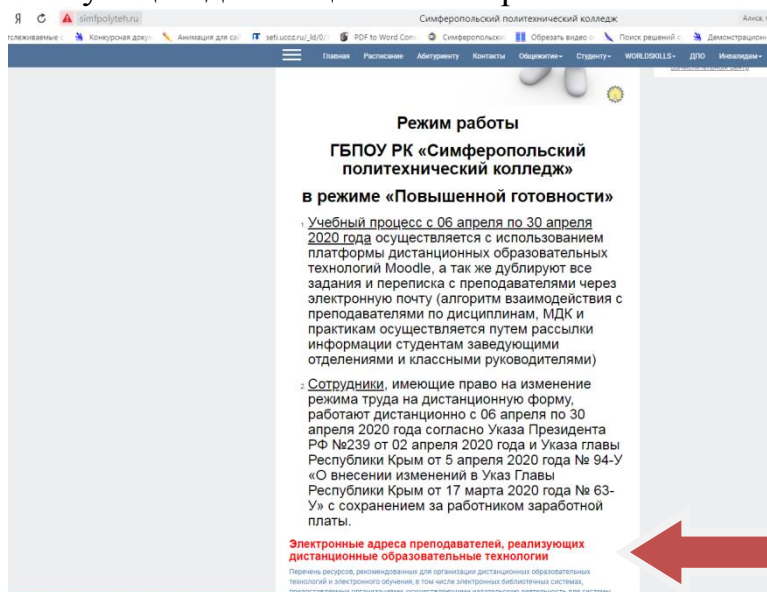 simfpolyteh.ru
Симферопольский политехнический колледж
Алиса,
Конкурсная доку
Анимация для са
seti.ucoz.ru/_ld/0/
PDF to Word Con
Симферопольски
Обрезать видео о
Поиск решений с
Демонстрационн
Главная Расписание Абитуриенту Контакты Общежитие Студенту WORLDSKILLS ДПО Инвалидам
Режим работы
ГБПОУ РК «Симферопольский
политехнический колледж»
в режиме «Повышенной готовности»
1. Учебный процесс с 06 апреля по 30 апреля
2020 года осуществляется с использованием
платформы дистанционных образовательных
технологий Moodle, а так же дублируют все
задания и переписка с преподавателями через
электронную почту (алгоритм взаимодействия с
преподавателями по дисциплинам, МДК и
практикам осуществляется путем рассылки
информации студентам заведующими
отделениями и классными руководителями)
2. Сотрудники, имеющие право на изменение
режима труда на дистанционную форму,
работают дистанционно с 06 апреля по 30
апреля 2020 года согласно Указа Президента
РФ №239 от 02 апреля 2020 года и Указа главы
Республики Крым от 5 апреля 2020 года № 94-У
«О внесении изменений в Указ Главы
Республики Крым от 17 марта 2020 года № 63-
У» с сохранением за работником заработной
платы.
Электронные адреса преподавателей, реализующих
дистанционные образовательные технологии
Перечень ресурсов, рекомендованных для организации дистанционных образовательных
технологий и электронного обучения, в том числе электронных библиотечных системах,